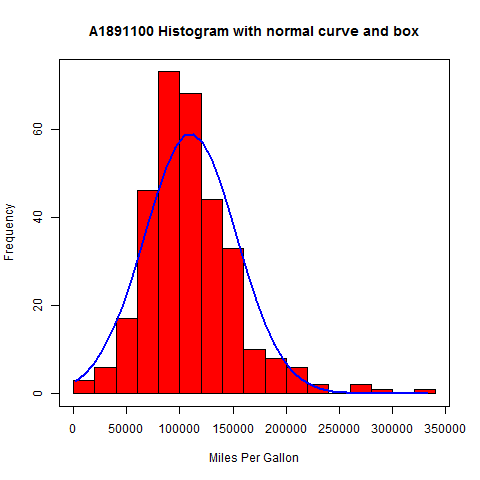 A1891100 Histogram with normal curve and box
Frequency
60
40
20
0
0 50000 100000 150000 200000 250000 300000 350000
Miles Per Gallon